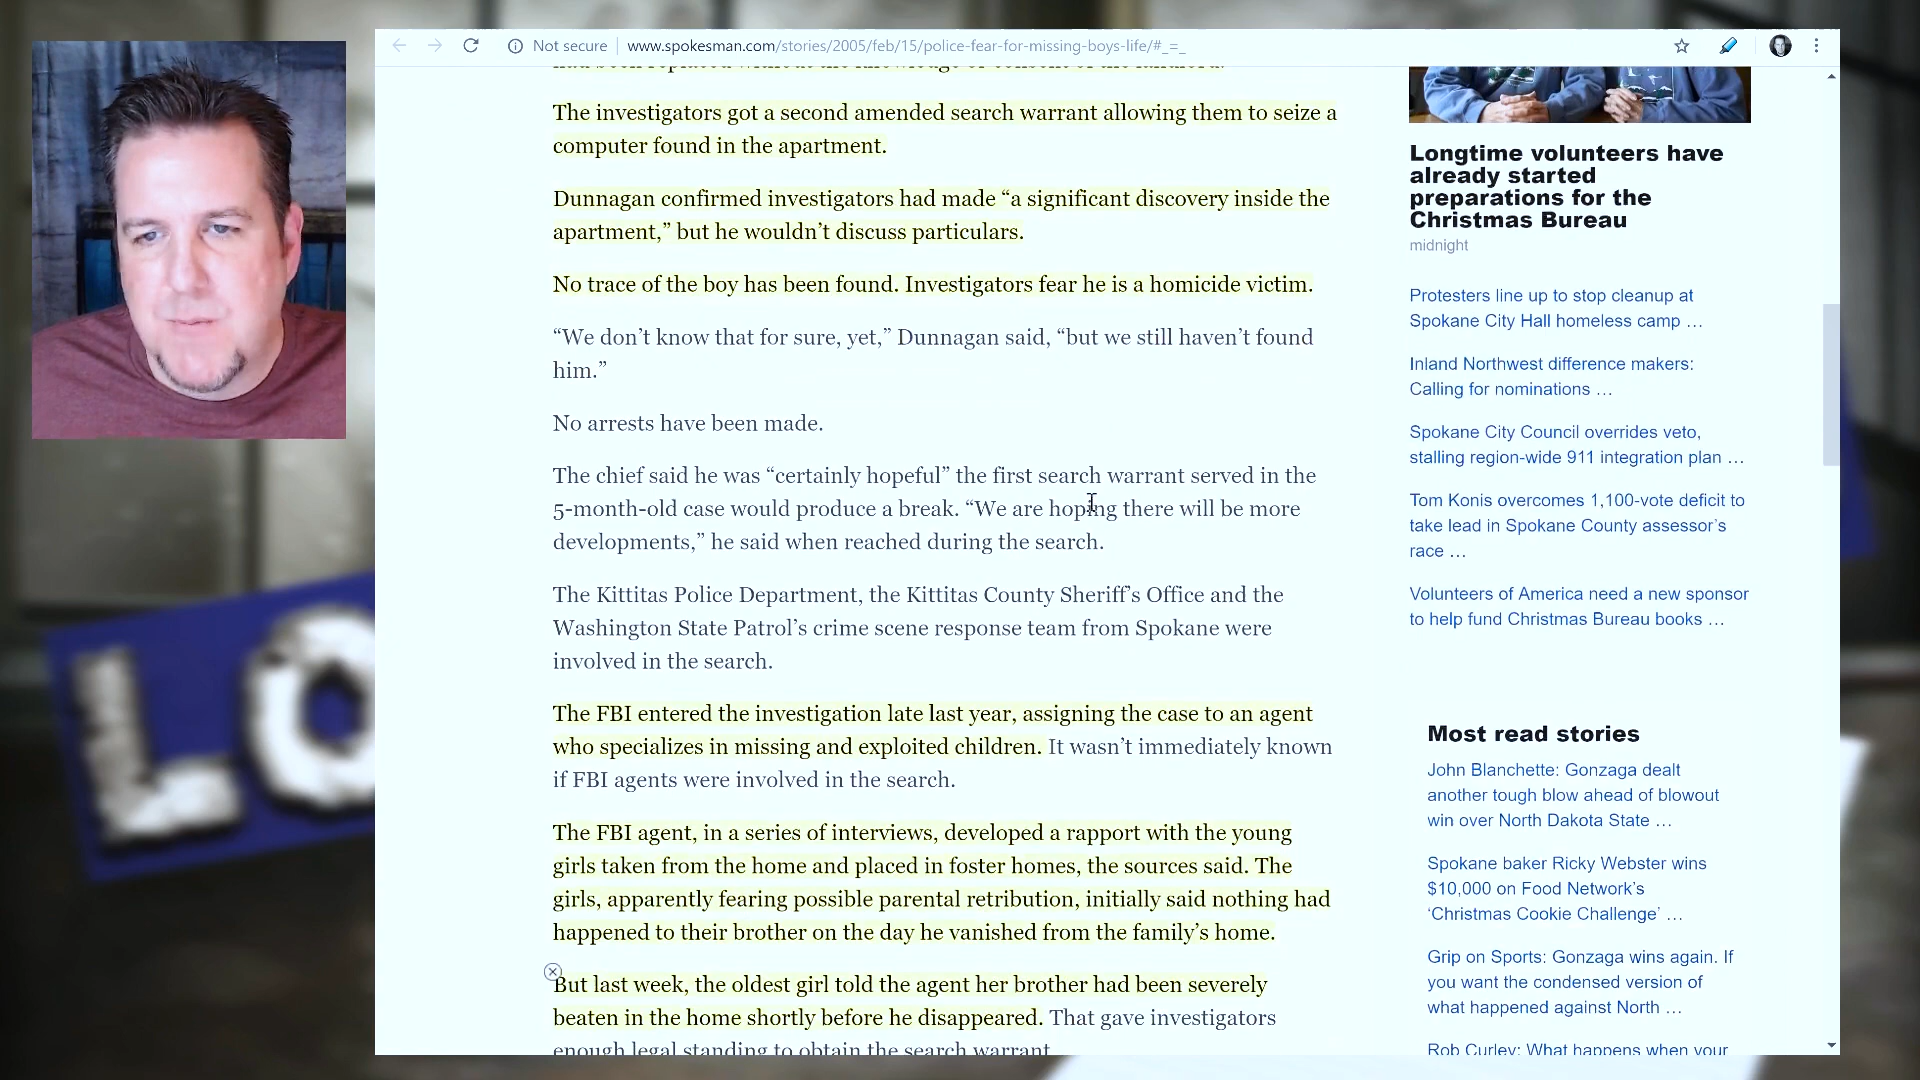 Not secure
www.spokesman.com/stories/2005/feb/15/police-fear-for-missing-boys-life/#_=_
The investigators got a second amended search warrant allowing them to seize a
computer found in the apartment.
Dunnagan confirmed investigators had made “a significant discovery inside the
apartment,” but he wouldn’t discuss particulars.
No trace of the boy has been found. Investigators fear he is a homicide victim.
“We don’t know that for sure, yet,” Dunnagan said, “but we still haven’t found
him.”
No arrests have been made.
The chief said he was “certainly hopeful” the first search warrant served in the
5-month-old case would produce a break. “We are hoping there will be more
developments,” he said when reached during the search.
The Kittitas Police Department, the Kittitas County Sheriff’s Office and the
Washington State Patrol’s crime scene response team from Spokane were
involved in the search.
The FBI entered the investigation late last year, assigning the case to an agent
who specializes in missing and exploited children. It wasn’t immediately known
if FBI agents were involved in the search.
The FBI agent, in a series of interviews, developed a rapport with the young
girls taken from the home and placed in foster homes, the sources said. The
girls, apparently fearing possible parental retribution, initially said nothing had
happened to their brother on the day he vanished from the family’s home.
But last week, the oldest girl told the agent her brother had been severely
beaten in the home shortly before he disappeared. That gave investigators
enough legal standing to obtain the search warrant
Longtime volunteers have
already started
preparations for the
Christmas Bureau
midnight
Protesters line up to stop cleanup at
Spokane City Hall homeless camp …
Inland Northwest difference makers:
Calling for nominations …
Spokane City Council overrides veto,
stalling region-wide 911 integration plan …
Tom Konis overcomes 1,100-vote deficit to
take lead in Spokane County assessor’s
race …
Volunteers of America need a new sponsor
to help fund Christmas Bureau books …
Most read stories
John Blanchette: Gonzaga dealt
another tough blow ahead of blowout
win over North Dakota State …
Spokane baker Ricky Webster wins
$10,000 on Food Network’s
‘Christmas Cookie Challenge’ …
Grip on Sports: Gonzaga wins again. If
you want the condensed version of
what happened against North …
Rob Curley: What happens when your
LO